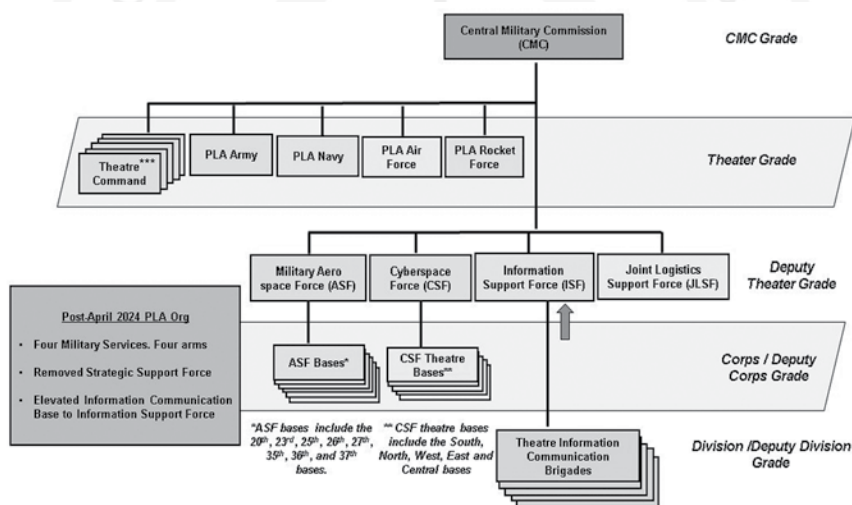 Central Military Commission
(CMC)
CMC Grade
Theatre***
Command
PLA Army
PLA Navy
PLA Air
Force
PLA Rocket
Force
Theater Grade
Military Aero
space Force (ASF)
Cyberspace
Force (CSF)
Information
Support Force (ISF)
Joint Logistics
Support Force (JLSF)
Deputy
Theater Grade
Post-April 2024 PLA Org
• Four Military Services. Four arms
• Removed Strategic Support
Force
• Elevated Information Communication
Base to Information Support
Force
ASF Bases*
CSF Theatre
Bases**
Corps / Deputy
Corps Grade
*ASF bases include the
20th, 23rd, 25th, 26th, 27th,
35th, 36th, and 37th
bases.
** CSF theatre bases
include the South,
North, West, East and
Central bases
Theatre Information
Communication
Brigades
Division /Deputy Division
Grade